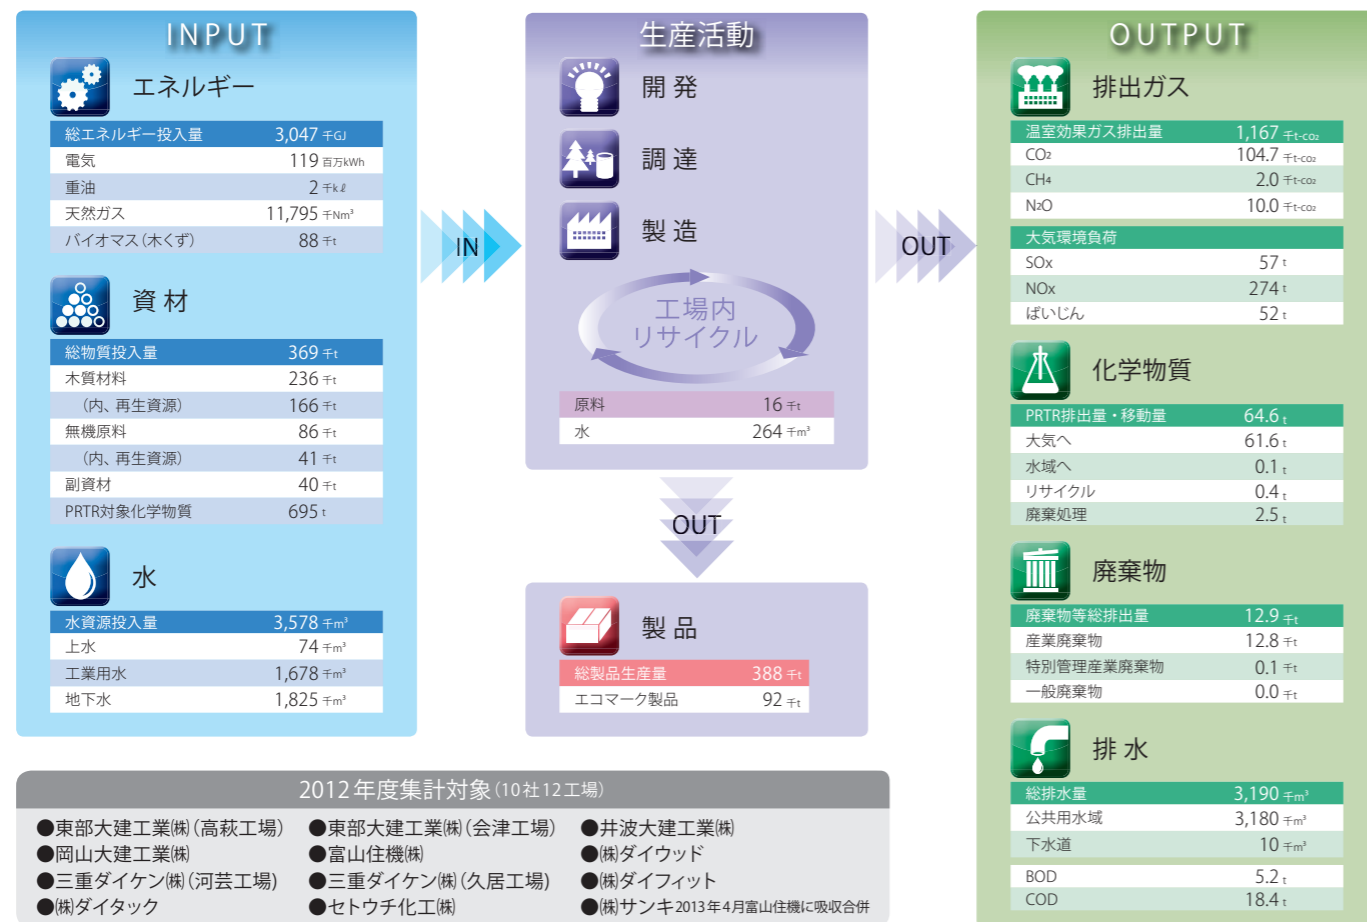 INPUT
エネルギー
総エネルギー投入量 3,047 千GJ
電気 119 百万kWh
重油 2 千kℓ
天然ガス 11,795 千Nm³
バイオマス(木くず) 88 千t
資材
総物質投入量 369 千t
木質材料 236 千t
(内、再生資源) 166 千t
無機原料 86 千t
(内、再生資源) 41 千t
副資材 40 千t
PRTR対象化学物質 695 t
水
水資源投入量 3,578 千m³
上水 74 千m³
工業用水 1,678 千m³
地下水 1,825 千m³
IN
生産活動
開発
調達
製造
工場内
リサイクル
原料 16 千t
水 264 千m³
OUT
製品
総製品生産量 388 千t
エコマーク製品 92 千t
OUT
OUTPUT
排出ガス
温室効果ガス排出量 1,167 千t-co₂
CO₂ 104.7 千t-co₂
CH₄ 2.0 千t-co₂
N₂O 10.0 千t-co₂
大気環境負荷
SOx 57 t
NOx 274 t
ばいじん 52 t
化学物質
PRTR排出量・移動量 64.6 t
大気へ 61.6 t
水域へ 0.1 t
リサイクル 0.4 t
廃棄処理 2.5 t
廃棄物
廃棄物等総排出量 12.9 千t
産業廃棄物 12.8 千t
特別管理産業廃棄物 0.1 千t
一般廃棄物 0.0 千t
排水
総排水量 3,190 千m³
公共用水域 3,180 千m³
下水道 10 千m³
BOD 5.2 t
COD 18.4 t
2012年度集計対象(10社12工場)
●東部大建工業㈱(高萩工場) ●東部大建工業㈱(会津工場) ●井波大建工業㈱
●岡山大建工業㈱ ●富山住機㈱ ●㈱ダイウッド
●三重ダイケン㈱(河芸工場) ●三重ダイケン㈱(久居工場) ●㈱ダイフィット
●㈱ダイタック ●セトウチ化工㈱ ●㈱サンキ2013年4月富山住機に吸収合併